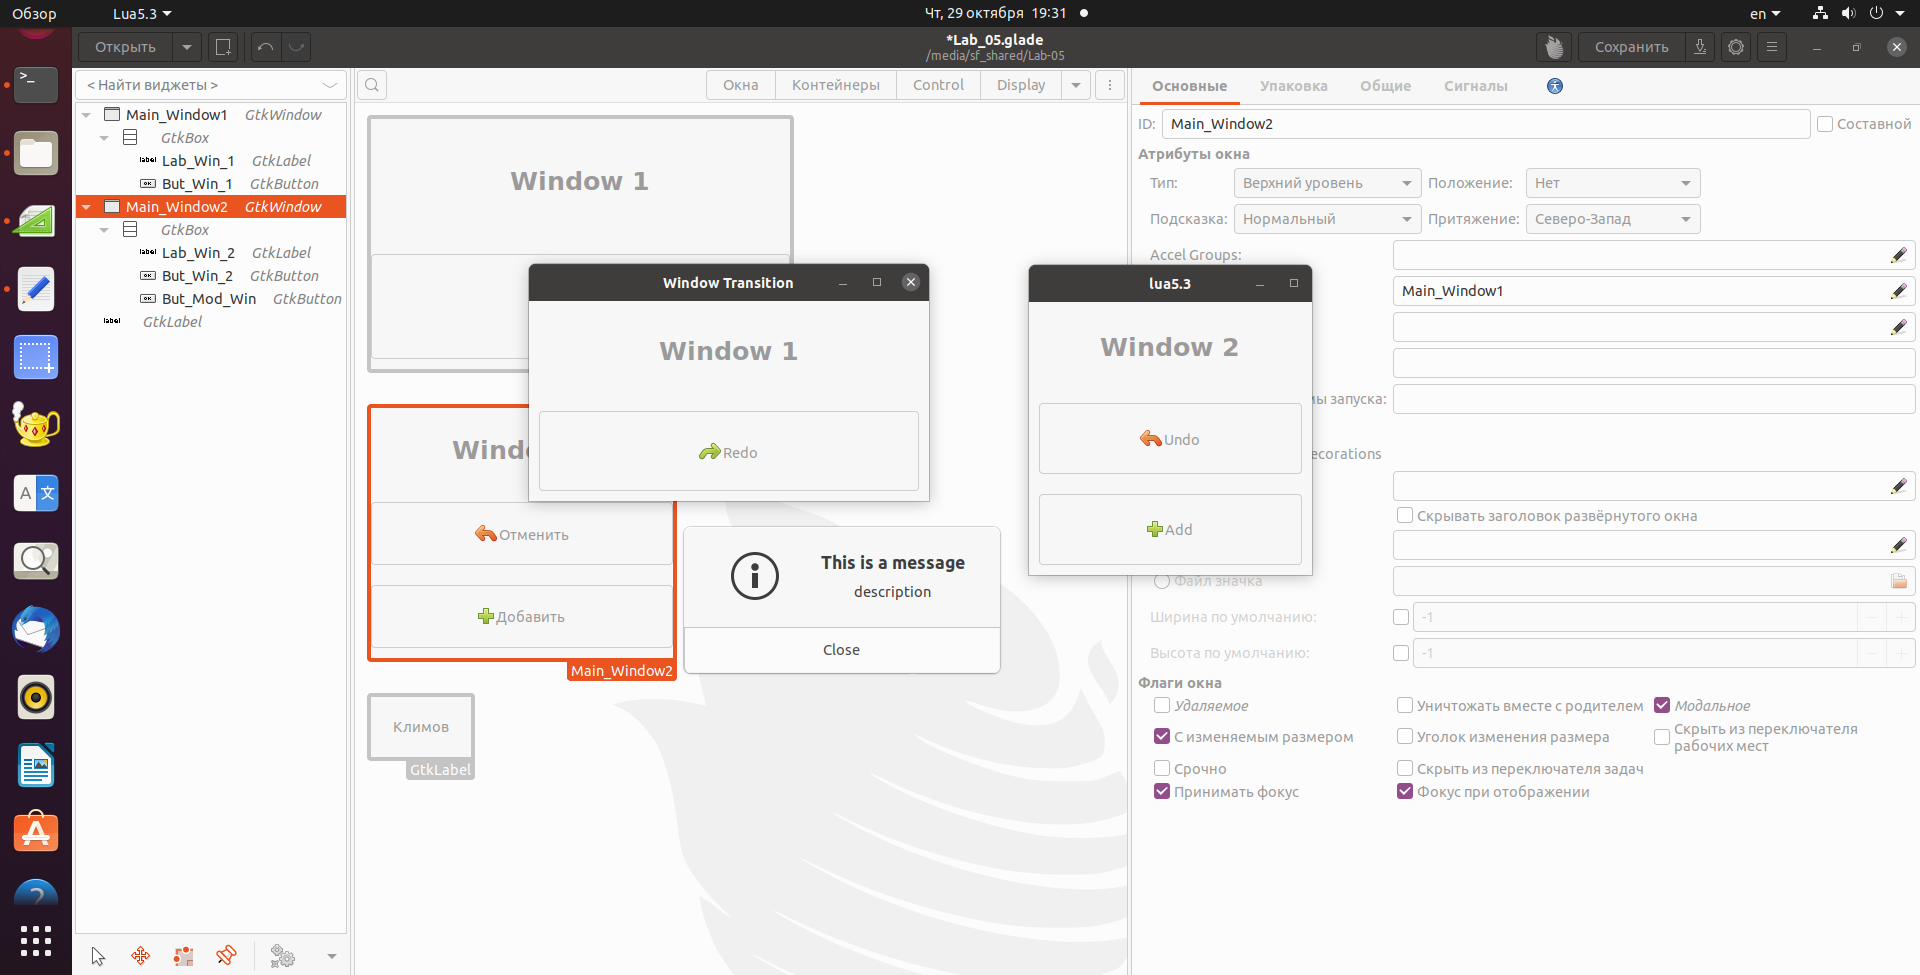 Обзор
Lua5.3
Чт, 29 октября 19:31
en
Открыть
*Lab_05.glade
/media/sf_shared/Lab-05
Сохранить
< Найти виджеты >
Main_Window1 GtkWindow
GtkBox
label Lab_Win_1 GtkLabel
OK But_Win_1 GtkButton
Main_Window2 GtkWindow
GtkBox
label Lab_Win_2 GtkLabel
OK But_Win_2 GtkButton
OK But_Mod_Win GtkButton
label GtkLabel
Окна
Контейнеры
Control
Display
Window 1
Wind
Отменить
Добавить
Main_Window2
Климов
GtkLabel
Window Transition
Window 1
Redo
This is a message
description
Close
lua5.3
Window 2
Undo
Add
Основные
Упаковка
Общие
Сигналы
ID: Main_Window2
Составной
Атрибуты окна
Тип: Верхний уровень
Положение: Нет
Подсказка: Нормальный
Притяжение: Северо-Запад
Accel Groups:
Main_Window1
ы запуска:
ecorations
Скрывать заголовок развёрнутого окна
Файл значка
Ширина по умолчанию: -1
Высота по умолчанию: -1
Флаги окна
Удаляемое
Уничтожать вместе с родителем
Модальное
С изменяемым размером
Уголок изменения размера
Скрыть из переключателя
рабочих мест
Срочно
Скрыть из переключателя задач
Принимать фокус
Фокус при отображении